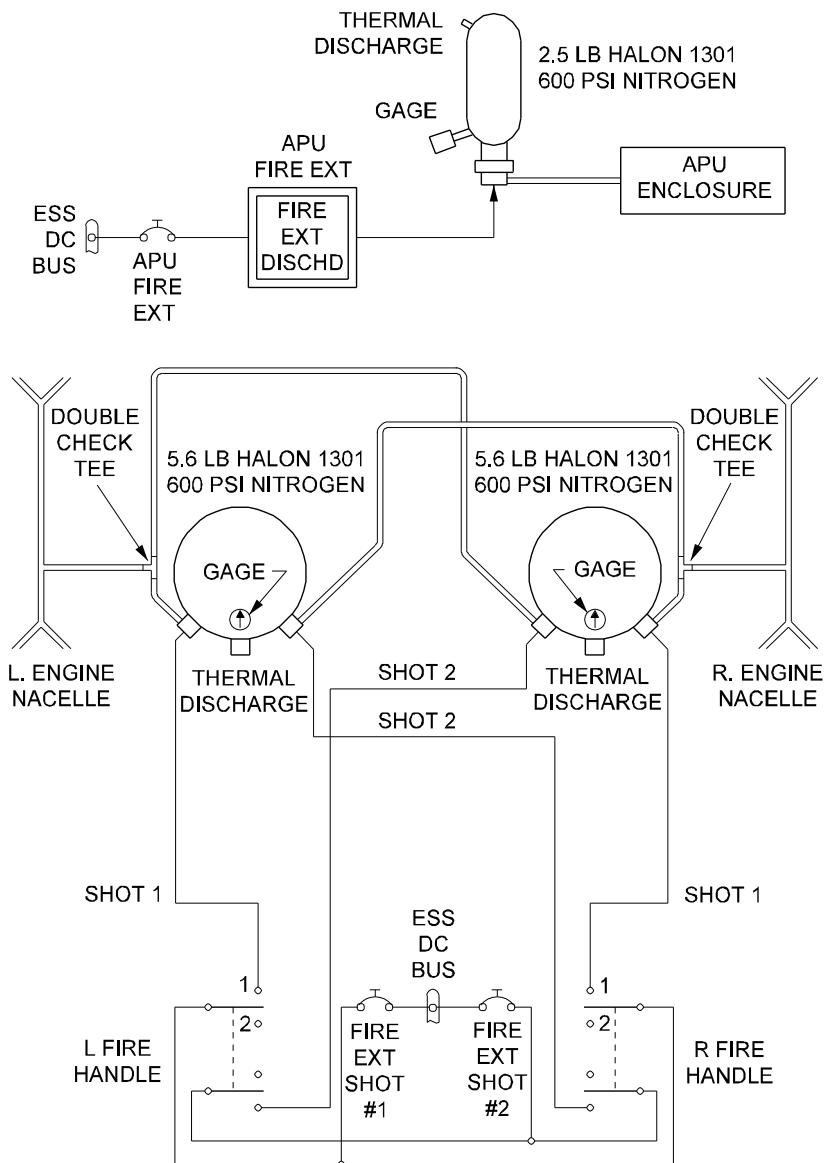 THERMAL
DISCHARGE
2.5 LB HALON 1301
600 PSI NITROGEN
GAGE
APU
FIRE EXT
APU
ENCLOSURE
ESS
DC
BUS
FIRE
EXT
DISCHD
APU
FIRE
EXT
DOUBLE
CHECK
TEE
5.6 LB HALON 1301
600 PSI NITROGEN
5.6 LB HALON 1301
600 PSI NITROGEN
DOUBLE
CHECK
TEE
GAGE
GAGE
L. ENGINE
NACELLE
THERMAL
DISCHARGE
SHOT 2
SHOT 2
THERMAL
DISCHARGE
R. ENGINE
NACELLE
SHOT 1
ESS
DC
BUS
SHOT 1
1
2
L FIRE
HANDLE
FIRE
EXT
SHOT
#1
FIRE
EXT
SHOT
#2
1
2
R FIRE
HANDLE